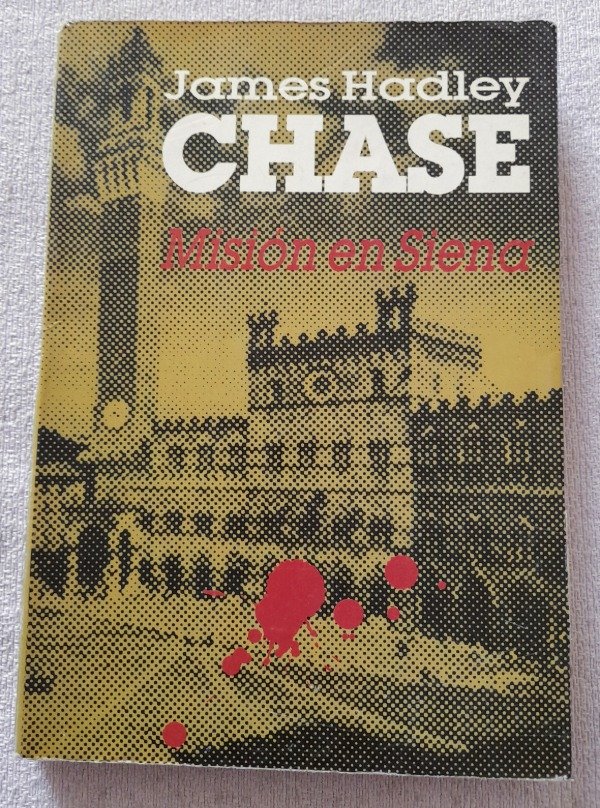 James Hadley
CHASE
Misión en Siena